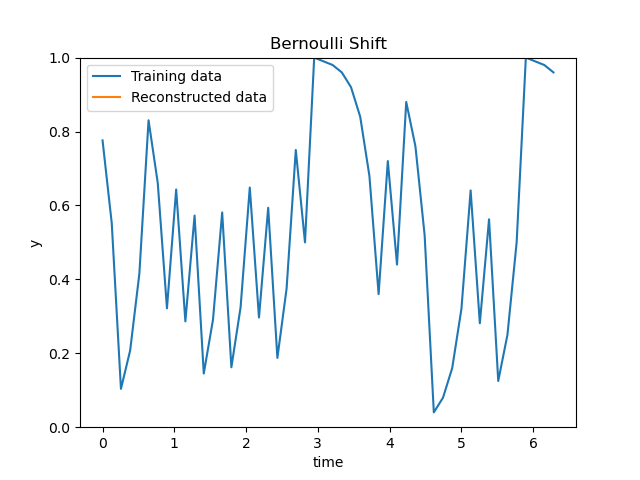 Bernoulli Shift
Training data
Reconstructed data
y
1.0
0.8
0.6
0.4
0.2
0.0
0 1 2 3 4 5 6
time